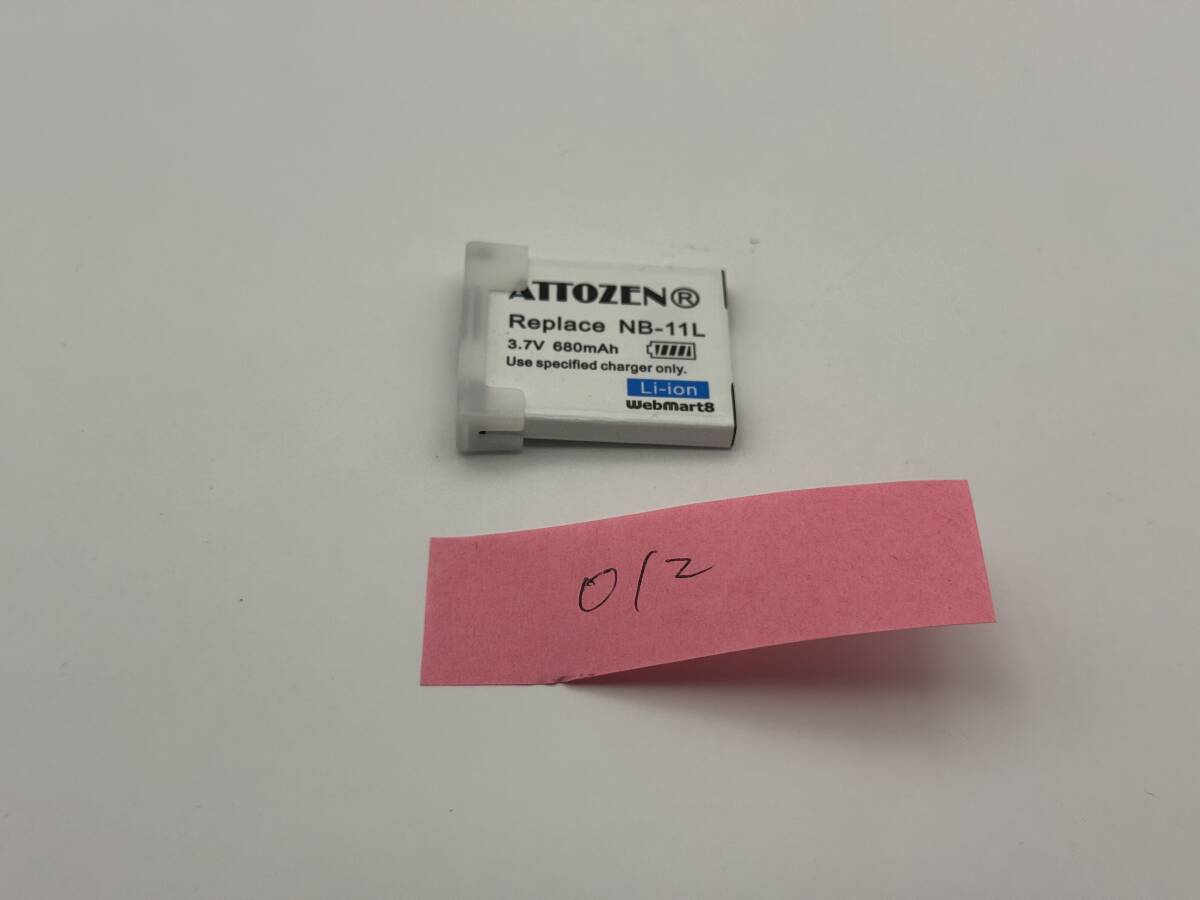 ATTOZEN®
Replace NB-11L
3.7V 680mAh
Use specified charger only.
Li-ion
WebMart8
012